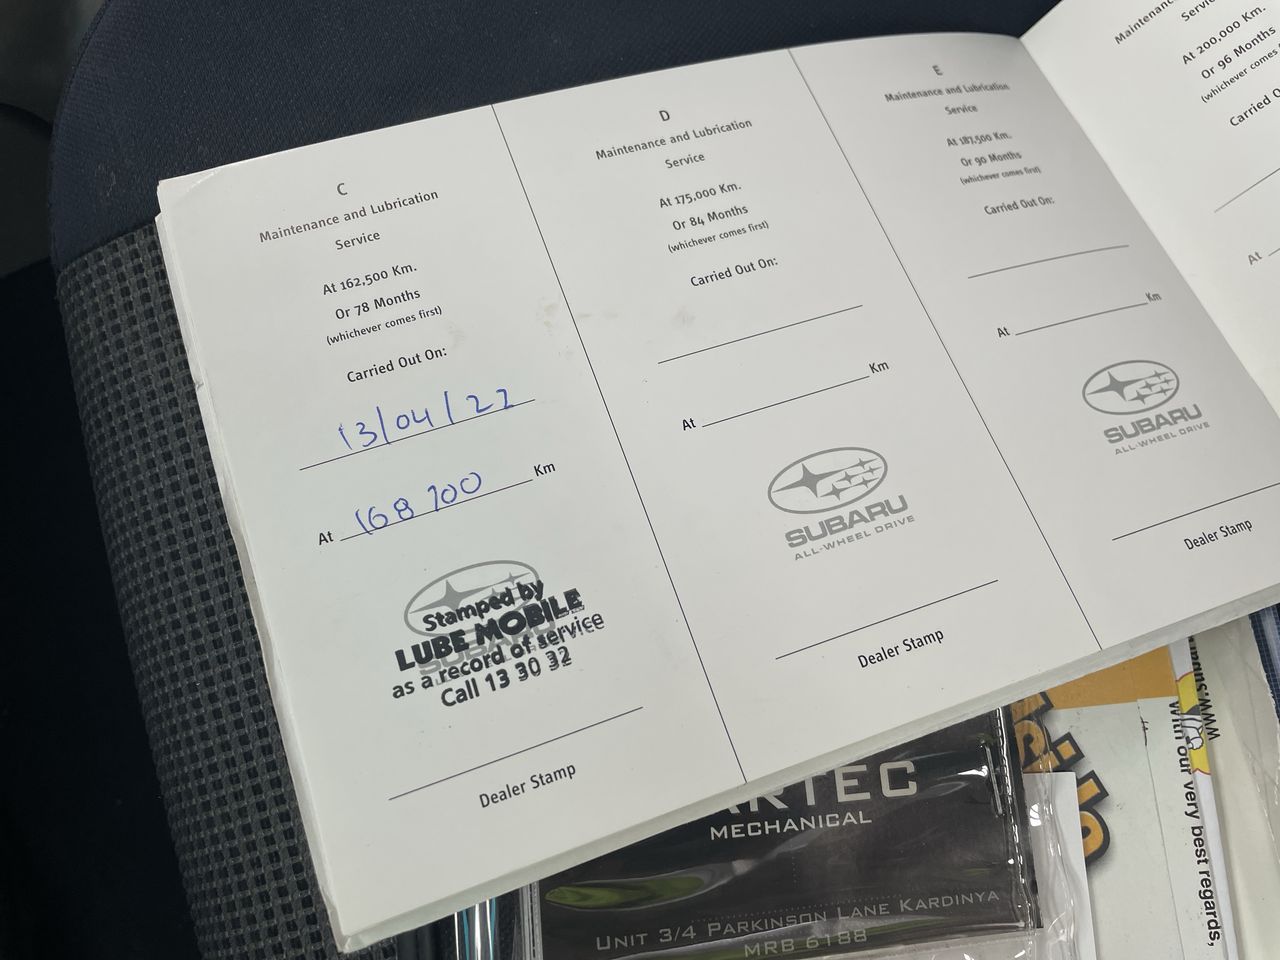 C
Maintenance and Lubrication
Service
At 162,500 Km.
Or 78 Months
(whichever comes first)
Carried Out On:
13/04/22
At 168 700 Km
Stamped by
LUBE MOBILE
as a record of service
Call 13 30 32
Dealer Stamp
D
Maintenance and Lubrication
Service
At 175,000 Km.
Or 84 Months
(whichever comes first)
Carried Out On:
At Km
SUBARU
ALL-WHEEL DRIVE
Dealer Stamp
E
Maintenance and Lubrication
Service
At 187,500 Km.
Or 90 Months
(whichever comes first)
Carried Out On:
At Km
SUBARU
ALL-WHEEL DRIVE
Dealer Stamp
At 200,000 Km.
Or 96 Months
(whichever comes
Carried O
At
MECHANICAL
UNIT 3/4 PARKINSON LANE KARDINYA
MRB 6188
With our very best regards,